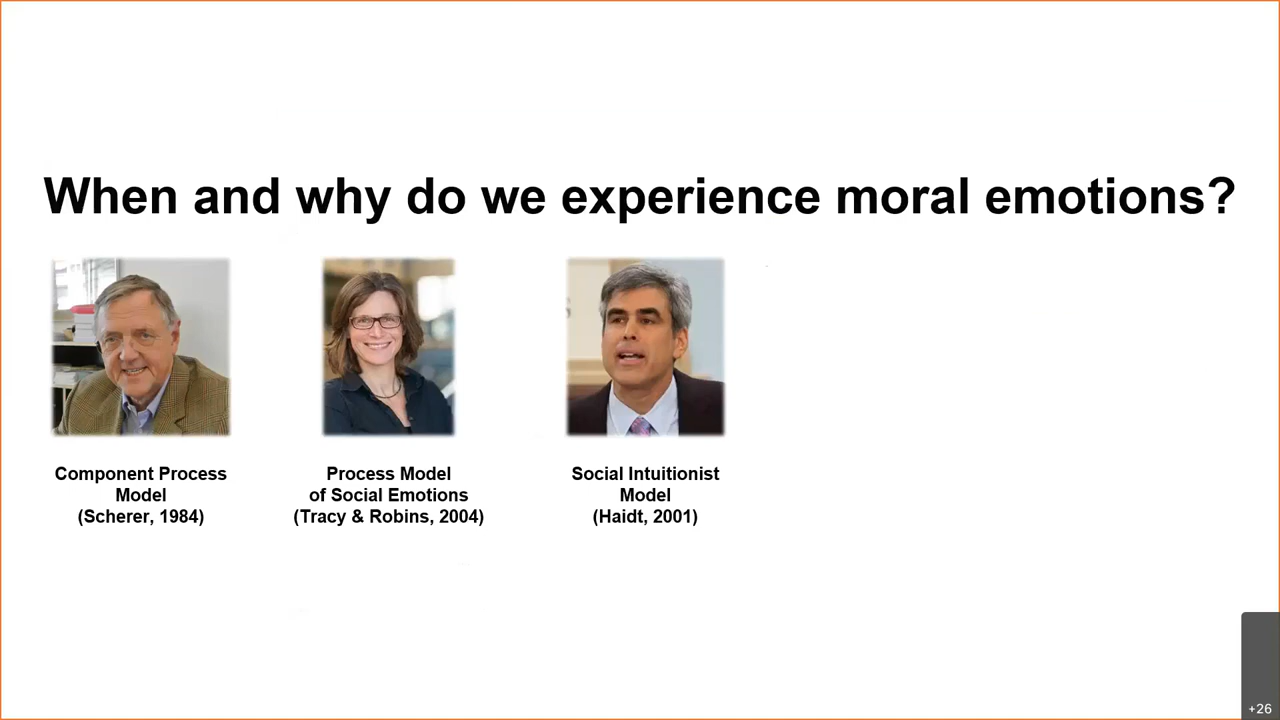 When and why do we experience moral emotions?
Component Process
Model
(Scherer, 1984)
Process Model
of Social Emotions
(Tracy & Robins, 2004)
Social Intuitionist
Model
(Haidt, 2001)
+26